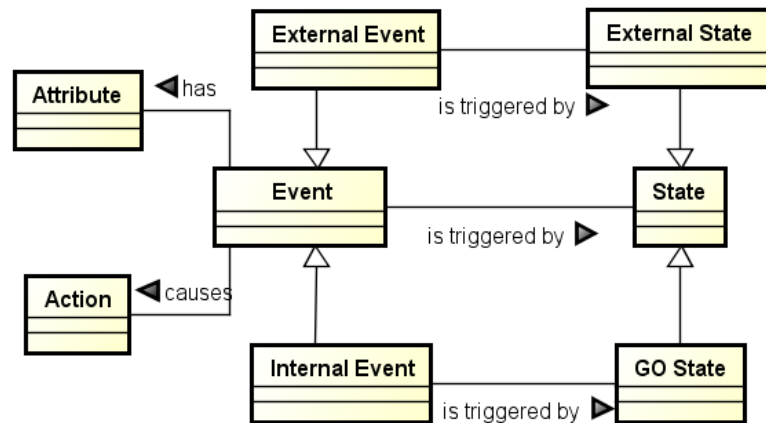 External Event
External State
Attribute
has
is triggered by
Event
State
is triggered by
Action
causes
Internal Event
GO State
is triggered by